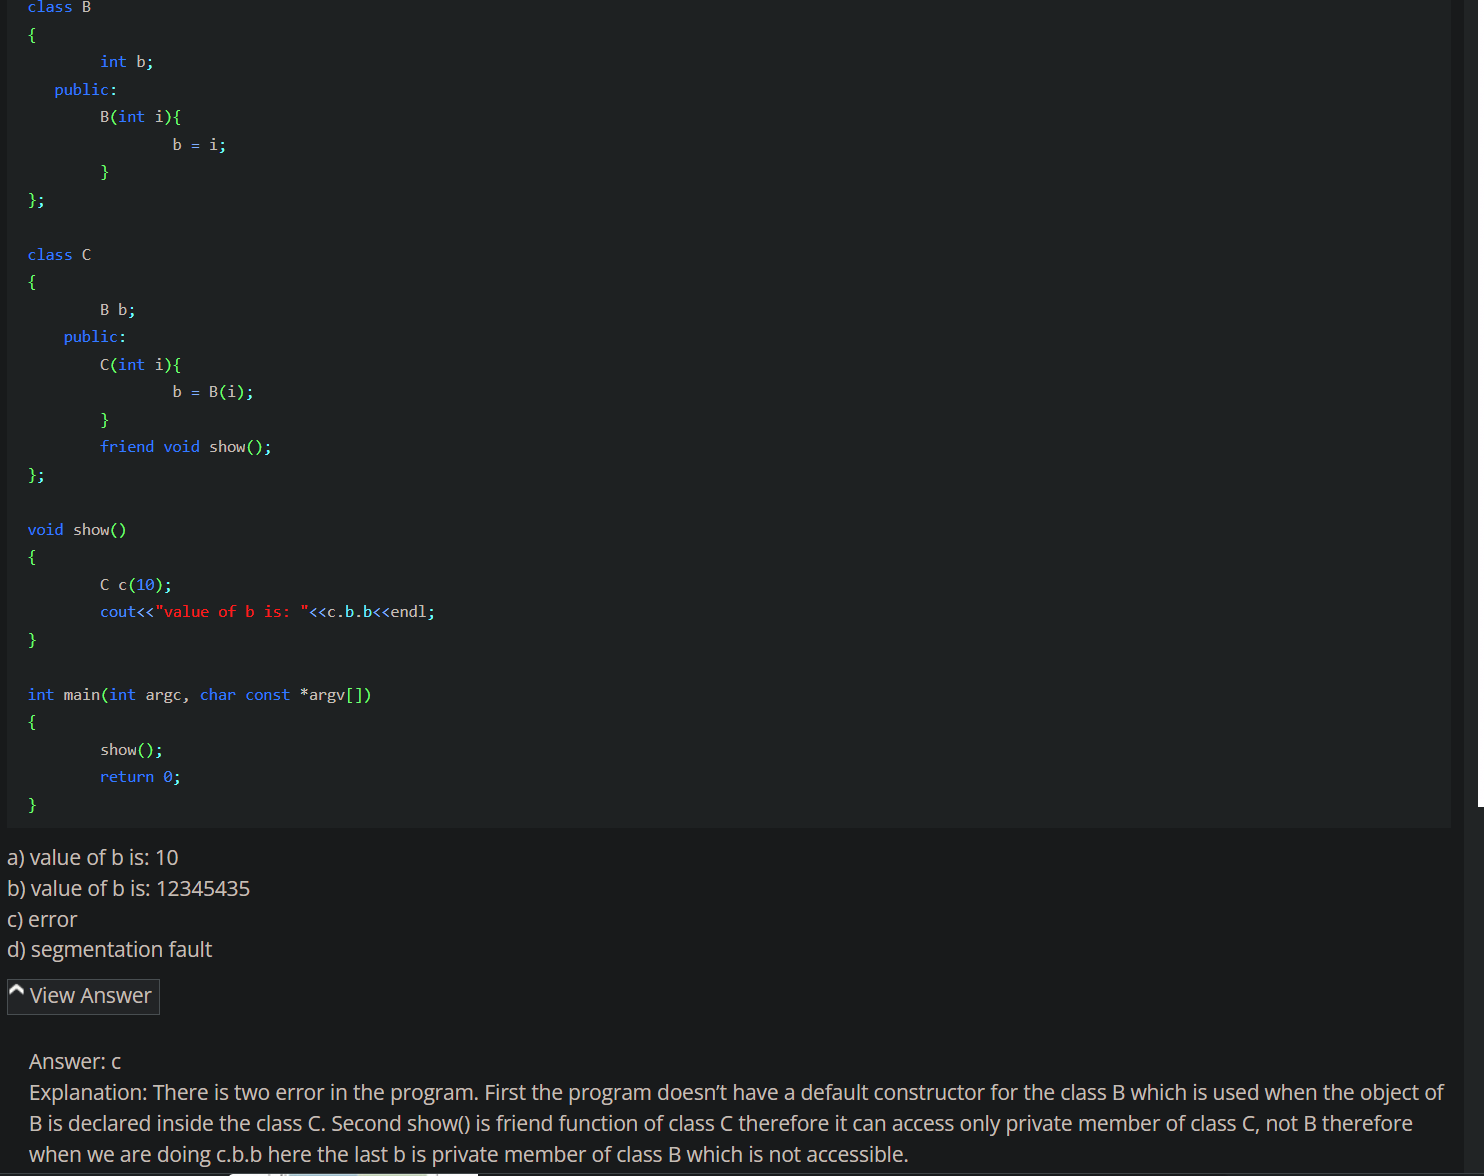 class B
{
        int b;
   public:
        B(int i){
                b = i;
        }
};
class C
{
        B b;
    public:
        C(int i){
                b = B(i);
        }
        friend void show();
};
void show()
{
        C c(10);
        cout<<"value of b is: "<<c.b.b<<endl;
}
int main(int argc, char const *argv[])
{
        show();
        return 0;
}
a) value of b is: 10
b) value of b is: 12345435
c) error
d) segmentation fault
View Answer
Answer: c
Explanation: There is two error in the program. First the program doesn’t have a default constructor for the class B which is used when the object of
B is declared inside the class C. Second show() is friend function of class C therefore it can access only private member of class C, not B therefore
when we are doing c.b.b here the last b is private member of class B which is not accessible.